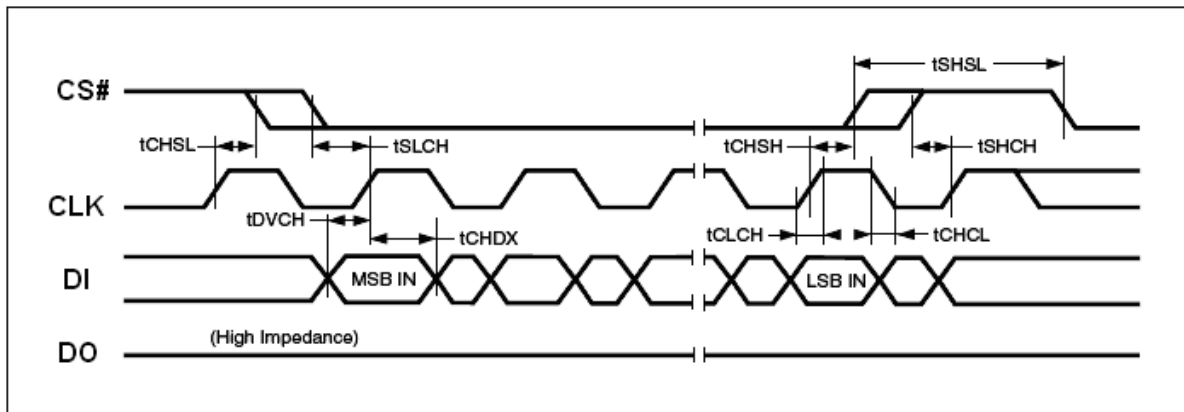 tSHSL
CS#
tCHSL
tSLCH
tCHSH
tSHCH
CLK
tDVCH
tCHDX
tCLCH
tCHCL
DI
MSB IN
LSB IN
(High Impedance)
DO